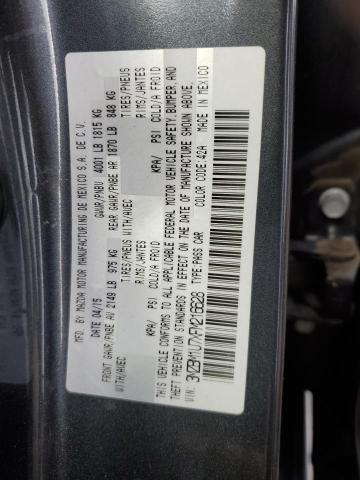 MFD. BY MAZDA MOTOR MANUFACTURING DE MEXICO S.A. DE C.V.
DATE 04/15 GVWR/PNBV 4001 LB 1815 KG
FRONT GAWR/PNBE AV 2149 LB 975 KG REAR GAWR/PNBE AR 1870 LB 848 KG
WITH/AVEC TIRES/PNEUS WITH/AVEC TIRES/PNEUS
RIMS/JANTES RIMS/JANTES
KPA/ PSI COLD/A FROID KPA/ PSI COLD/A FROID
THIS VEHICLE CONFORMS TO ALL APPLICABLE FEDERAL MOTOR VEHICLE SAFETY, BUMPER, AND
THEFT PREVENTION STANDARDS IN EFFECT ON THE DATE OF MANUFACTURE SHOWN ABOVE.
VIN: 3MZBM1U7XFM216628 TYPE:PASS CAR COLOR CODE:42A MADE IN MEXICO